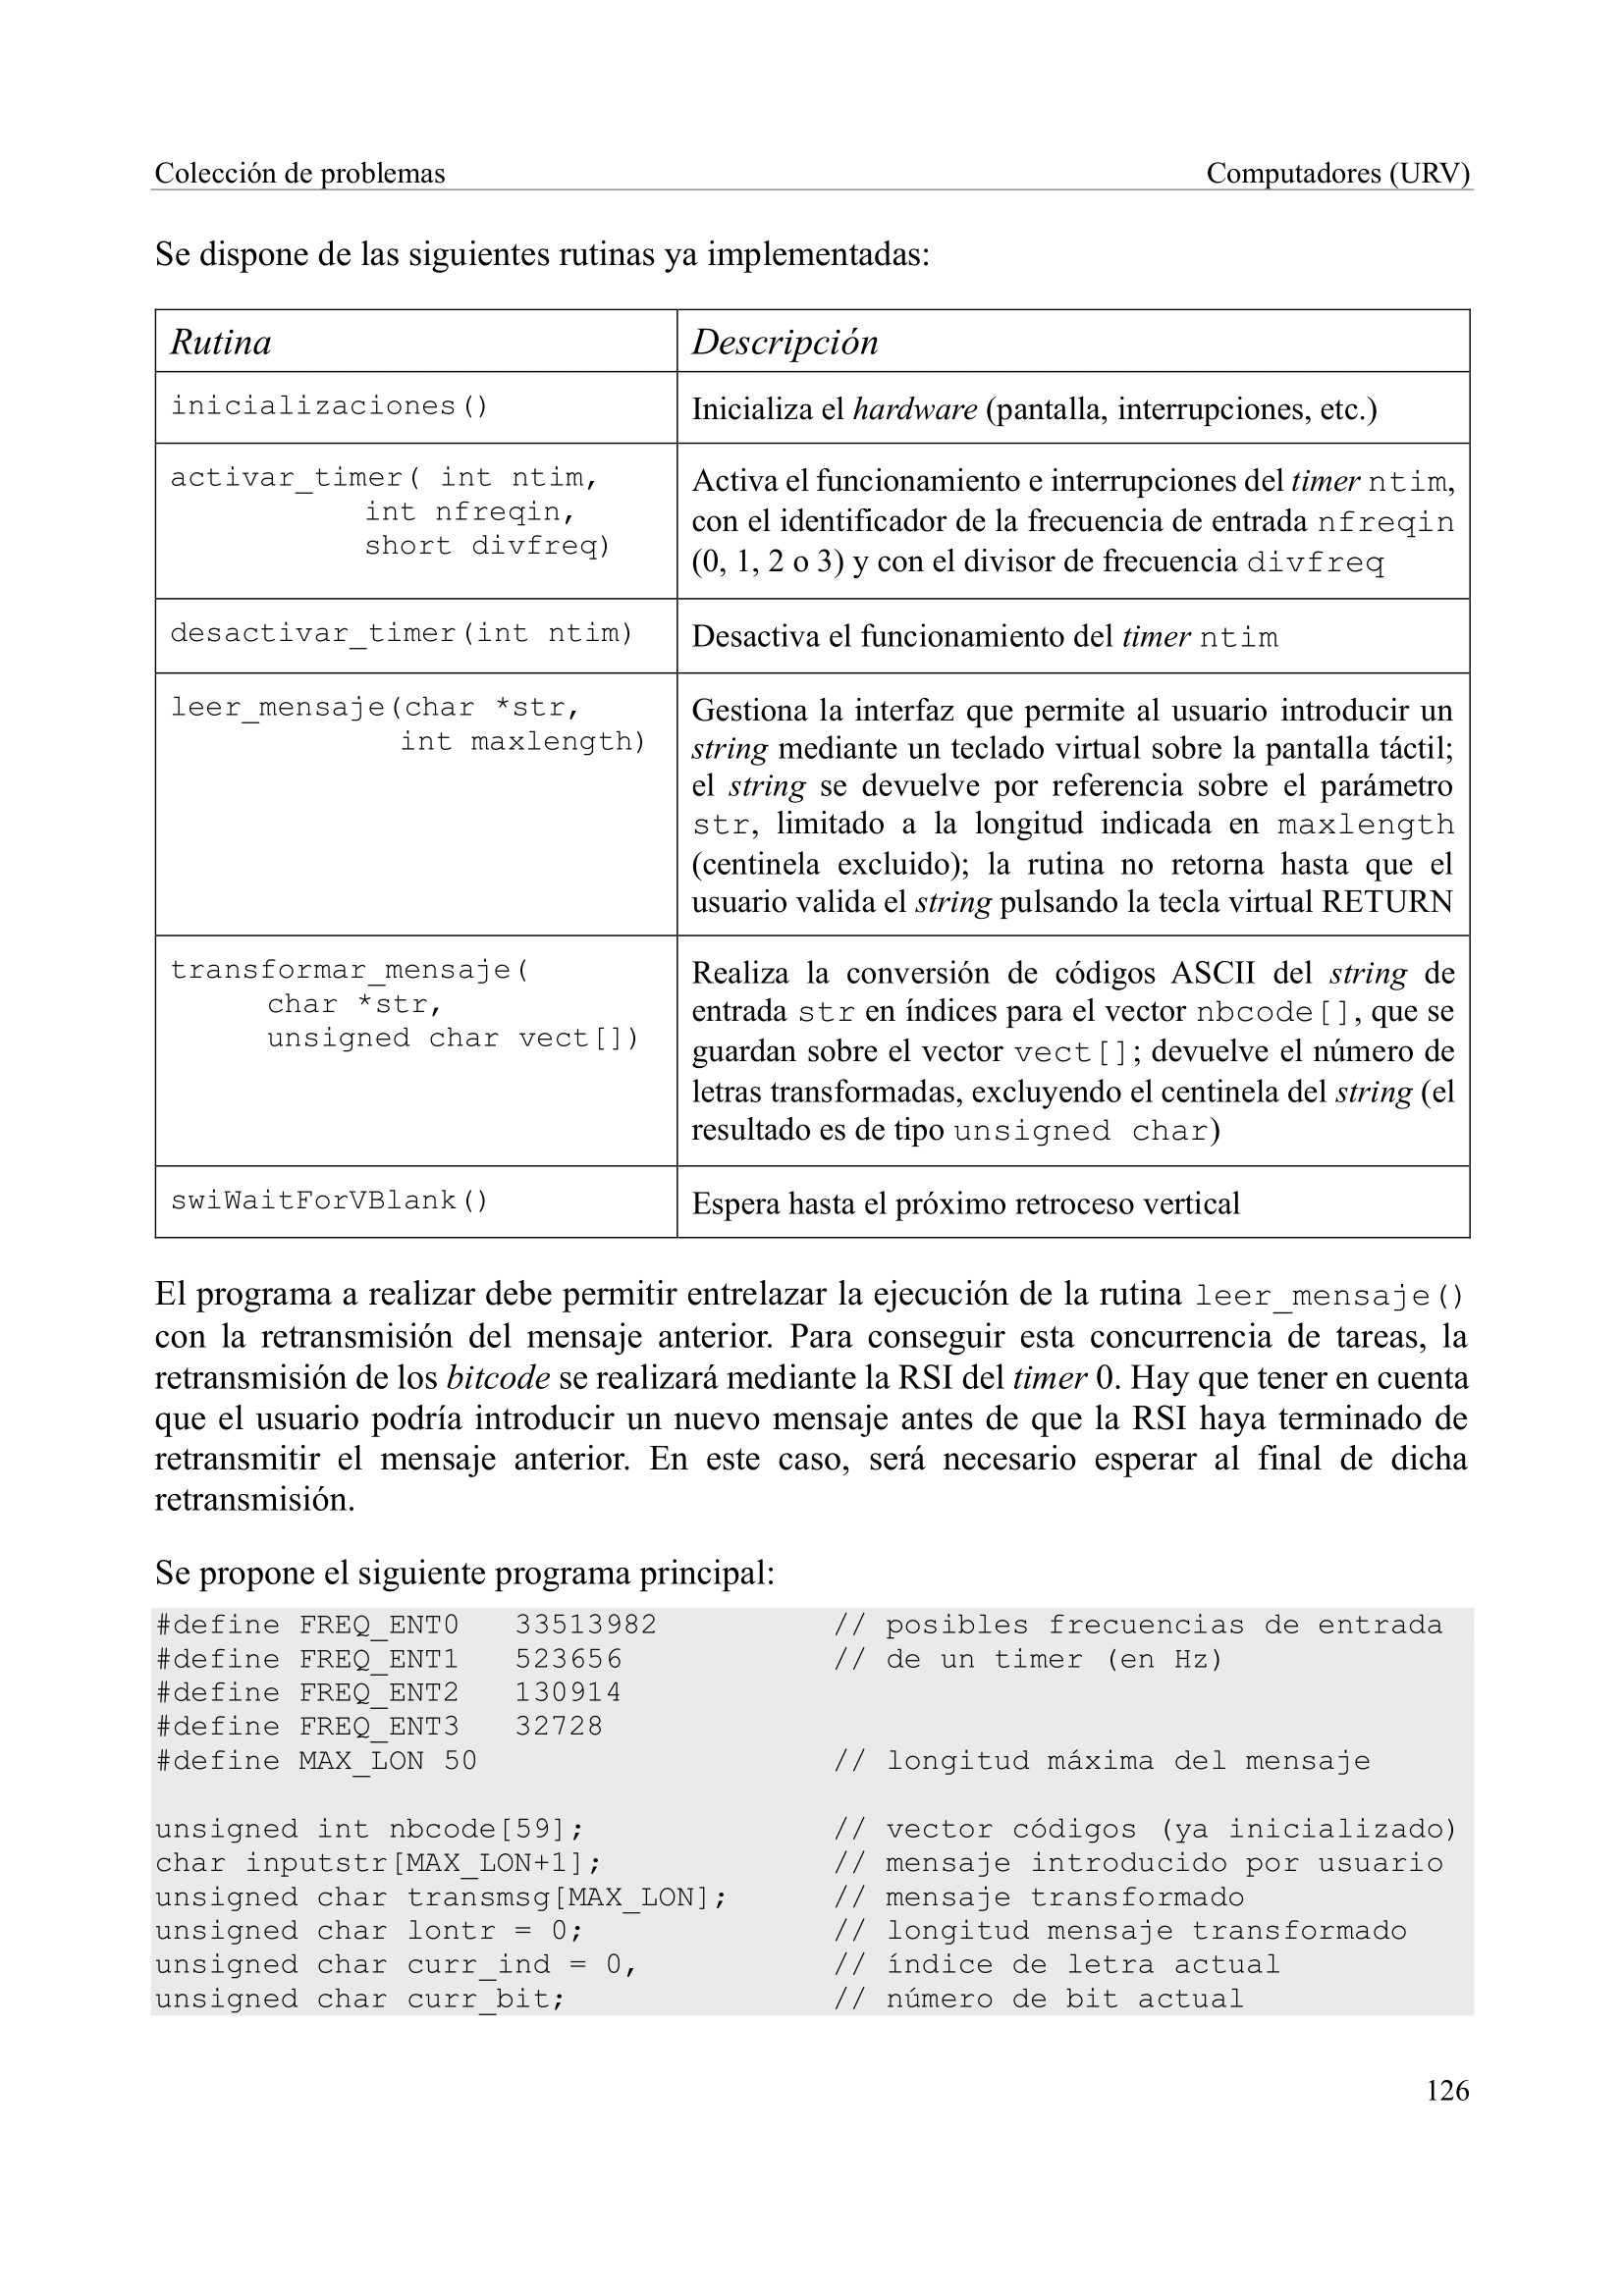 Colección de problemas Computadores (URV)
Se dispone de las siguientes rutinas ya implementadas:
Rutina Descripción
inicializaciones() Inicializa el hardware (pantalla, interrupciones, etc.)
activar_timer( int ntim,
int nfreqin,
short divfreq)
Activa el funcionamiento e interrupciones del timer ntim,
con el identificador de la frecuencia de entrada nfreqin
(0, 1, 2 o 3) y con el divisor de frecuencia divfreq
desactivar_timer(int ntim) Desactiva el funcionamiento del timer ntim
leer_mensaje(char *str,
int maxlength)
Gestiona la interfaz que permite al usuario introducir un
string mediante un teclado virtual sobre la pantalla táctil;
el string se devuelve por referencia sobre el parámetro
str, limitado a la longitud indicada en maxlength
(centinela excluido); la rutina no retorna hasta que el
usuario valida el string pulsando la tecla virtual RETURN
transformar_mensaje(
char *str,
unsigned char vect[])
Realiza la conversión de códigos ASCII del string de
entrada str en índices para el vector nbcode[], que se
guardan sobre el vector vect[]; devuelve el número de
letras transformadas, excluyendo el centinela del string (el
resultado es de tipo unsigned char)
swiWaitForVBlank() Espera hasta el próximo retroceso vertical
El programa a realizar debe permitir entrelazar la ejecución de la rutina leer_mensaje()
con la retransmisión del mensaje anterior. Para conseguir esta concurrencia de tareas, la
retransmisión de los bitcode se realizará mediante la RSI del timer 0. Hay que tener en cuenta
que el usuario podría introducir un nuevo mensaje antes de que la RSI haya terminado de
retransmitir el mensaje anterior. En este caso, será necesario esperar al final de dicha
retransmisión.
Se propone el siguiente programa principal:
#define FREQ_ENT0 33513982 // posibles frecuencias de entrada
#define FREQ_ENT1 523656 // de un timer (en Hz)
#define FREQ_ENT2 130914
#define FREQ_ENT3 32728
#define MAX_LON 50 // longitud máxima del mensaje
unsigned int nbcode[59]; // vector códigos (ya inicializado)
char inputstr[MAX_LON+1]; // mensaje introducido por usuario
unsigned char transmsg[MAX_LON]; // mensaje transformado
unsigned char lontr = 0; // longitud mensaje transformado
unsigned char curr_ind = 0, // índice de letra actual
unsigned char curr_bit; // número de bit actual
126